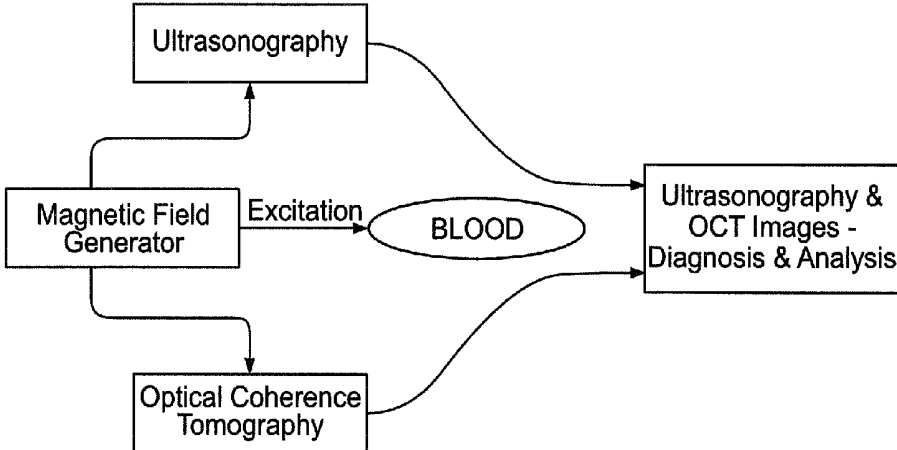 Ultrasonography
Magnetic Field
Generator
Excitation
BLOOD
Ultrasonography &
OCT Images -
Diagnosis & Analysis
Optical Coherence
Tomography